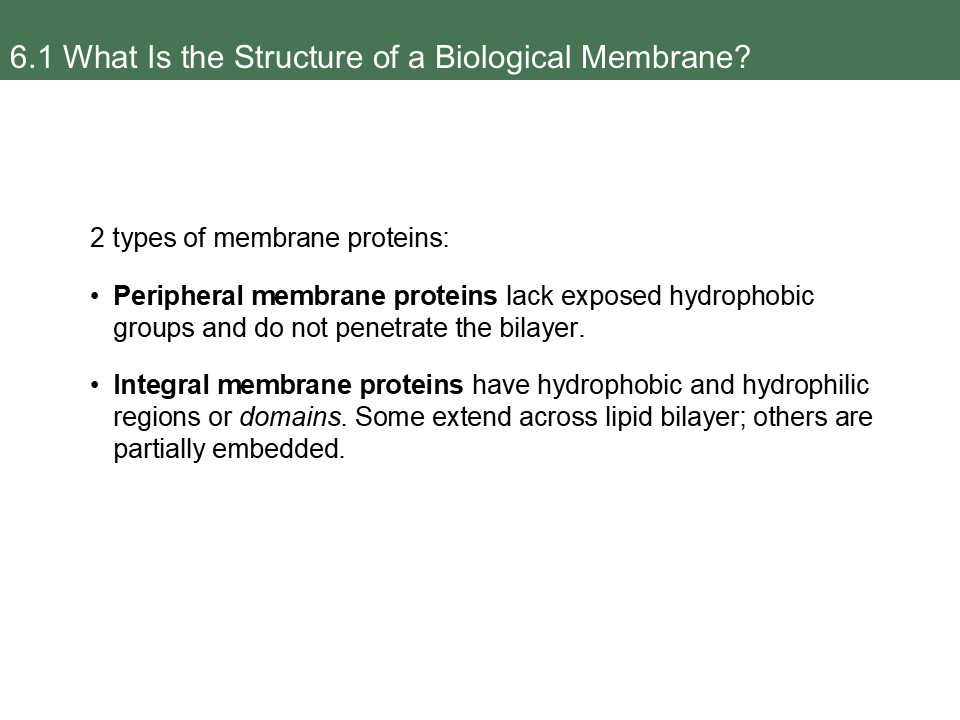 6.1 What Is the Structure of a Biological Membrane?
2 types of membrane proteins:
• Peripheral membrane proteins lack exposed hydrophobic
groups and do not penetrate the bilayer.
• Integral membrane proteins have hydrophobic and hydrophilic
regions or domains. Some extend across lipid bilayer; others are
partially embedded.